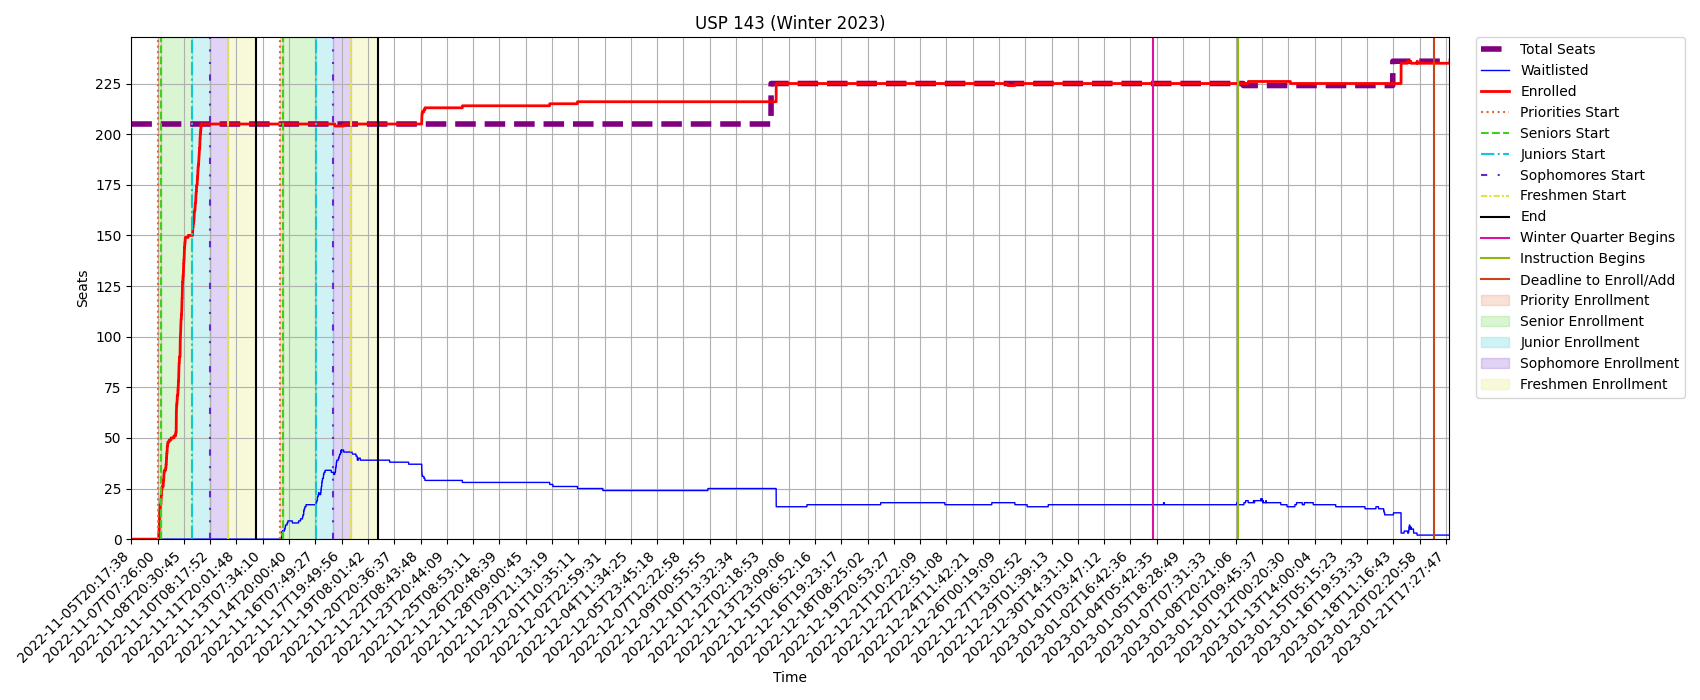 USP 143 (Winter 2023)
Seats
225
200
175
150
125
100
75
50
25
0
2022-11-05T20:17:38
2022-11-07T07:26:00
2022-11-08T20:30:45
2022-11-10T08:17:52
2022-11-11T20:01:48
2022-11-13T07:34:10
2022-11-14T20:00:40
2022-11-16T07:49:27
2022-11-17T19:49:56
2022-11-19T08:01:42
2022-11-20T20:36:37
2022-11-22T08:43:48
2022-11-23T20:44:09
2022-11-25T08:53:11
2022-11-26T20:48:39
2022-11-28T09:00:45
2022-11-29T21:13:19
2022-12-01T10:35:11
2022-12-02T22:59:31
2022-12-04T11:34:25
2022-12-05T23:45:18
2022-12-07T12:22:58
2022-12-09T00:55:55
2022-12-10T13:32:34
2022-12-12T02:18:53
2022-12-13T23:09:06
2022-12-15T06:52:16
2022-12-16T19:23:17
2022-12-18T08:25:02
2022-12-19T20:53:27
2022-12-21T10:22:09
2022-12-22T22:51:08
2022-12-24T11:42:21
2022-12-26T00:19:09
2022-12-27T13:02:52
2022-12-29T01:39:13
2022-12-30T14:31:10
2023-01-01T03:47:12
2023-01-02T16:42:36
2023-01-04T05:42:35
2023-01-05T18:28:49
2023-01-07T07:31:33
2023-01-08T20:21:06
2023-01-10T09:45:37
2023-01-12T00:20:30
2023-01-13T14:00:04
2023-01-15T05:15:23
2023-01-16T19:53:33
2023-01-18T11:16:43
2023-01-20T02:20:58
2023-01-21T17:27:47
Time
Total Seats
Waitlisted
Enrolled
Priorities Start
Seniors Start
Juniors Start
Sophomores Start
Freshmen Start
End
Winter Quarter Begins
Instruction Begins
Deadline to Enroll/Add
Priority Enrollment
Senior Enrollment
Junior Enrollment
Sophomore Enrollment
Freshmen Enrollment